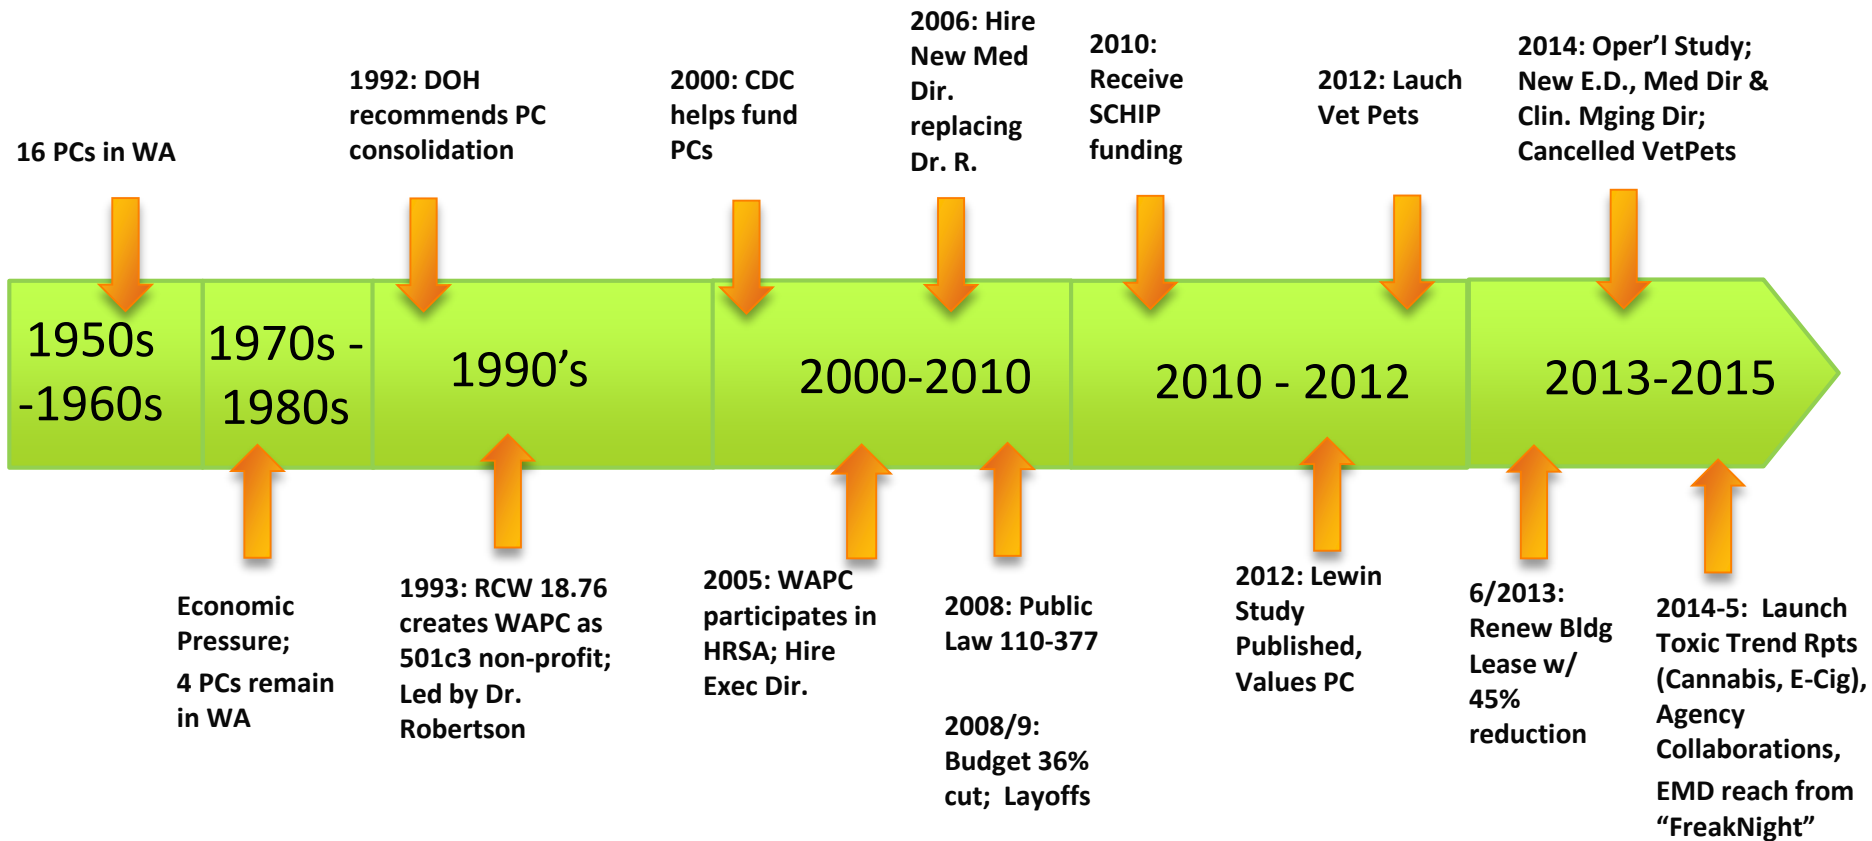 16 PCs in WA
1992: DOH
recommends PC
consolidation
2000: CDC
helps fund
PCs
2006: Hire
New Med
Dir.
replacing
Dr. R.
2010:
Receive
SCHIP
funding
2012: Lauch
Vet Pets
2014: Oper’l Study;
New E.D., Med Dir &
Clin. Mging Dir;
Cancelled VetPets
1950s
-1960s
1970s -
1980s
1990’s
2000-2010
2010 - 2012
2013-2015
Economic
Pressure;
4 PCs remain
in WA
1993: RCW 18.76
creates WAPC as
501c3 non-profit;
Led by Dr.
Robertson
2005: WAPC
participates in
HRSA; Hire
Exec Dir.
2008: Public
Law 110-377
2008/9:
Budget 36%
cut;  Layoffs
2012: Lewin
Study
Published,
Values PC
6/2013:
Renew Bldg
Lease w/
45%
reduction
2014-5:  Launch
Toxic Trend Rpts
(Cannabis, E-Cig),
Agency
Collaborations,
EMD reach from
“FreakNight”